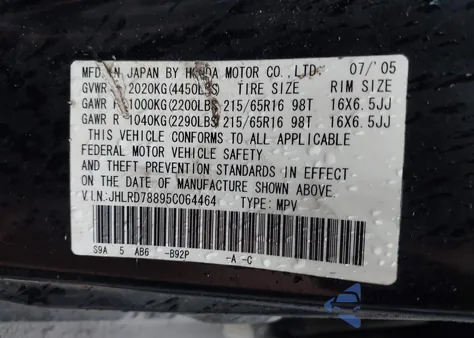 MFD. IN JAPAN BY HONDA MOTOR CO., LTD. 07/'05
GVWR 2020KG(4450LBS) TIRE SIZE RIM SIZE
GAWR F 1000KG(2200LBS) 215/65R16 98T 16X6.5JJ
GAWR R 1040KG(2290LBS) 215/65R16 98T 16X6.5JJ
THIS VEHICLE CONFORMS TO ALL APPLICABLE
FEDERAL MOTOR VEHICLE SAFETY
AND THEFT PREVENTION STANDARDS IN EFFECT
ON THE DATE OF MANUFACTURE SHOWN ABOVE.
V.I.N.:JHLRD78895C064464 TYPE: MPV
S9A 5 AB6 -B92P -A -C